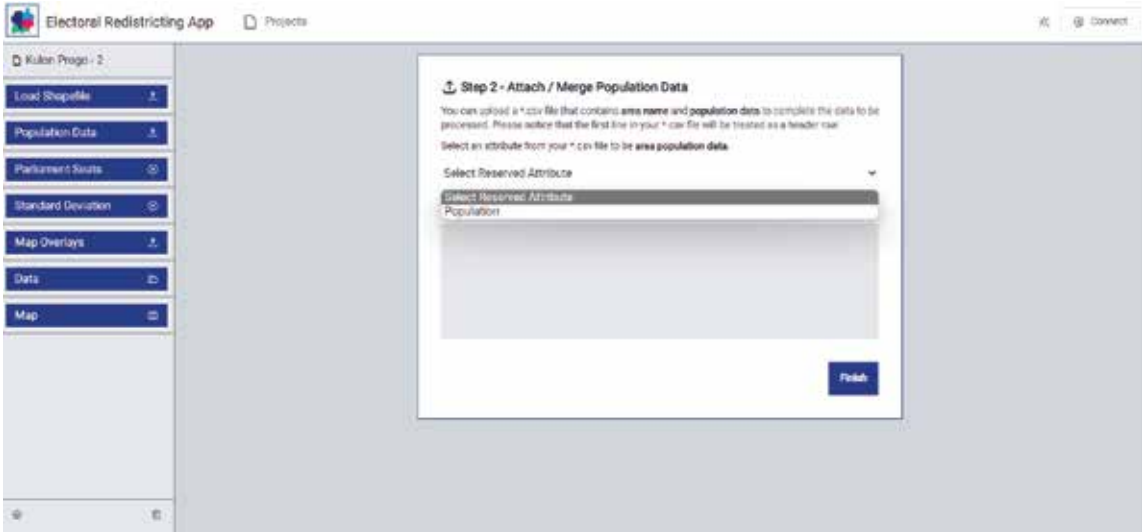 Electoral Redistricting App
Projects
Connect
Kulon Progo - 2
Load Shapefile
Population Data
Parliament Seats
Standard Deviation
Map Overlays
Data
Map
Step 2 - Attach / Merge Population Data
You can upload a *.csv file that contains area name and population data to complete the data to be
processed. Please notice that the first line in your *.csv file will be treated as a header row.
Select an attribute from your *.csv file to be area population data.
Select Reserved Attribute
Select Reserved Attribute
Population
Finish